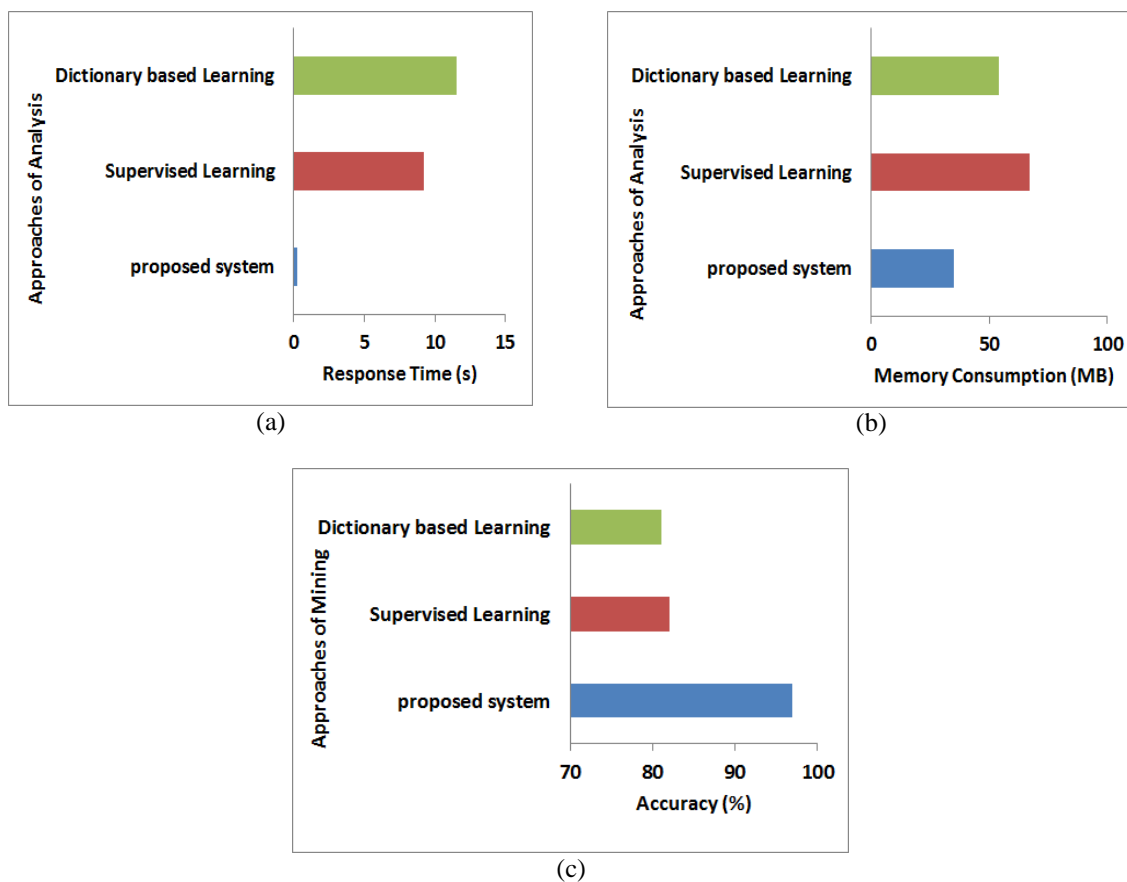 Approaches of Analysis
Dictionary based Learning
Supervised Learning
proposed system
0 5 10 15
Response Time (s)
(a)
Approaches of Analysis
Dictionary based Learning
Supervised Learning
proposed system
0 50 100
Memory Consumption (MB)
(b)
Approaches of Mining
Dictionary based Learning
Supervised Learning
proposed system
70 80 90 100
Accuracy (%)
(c)